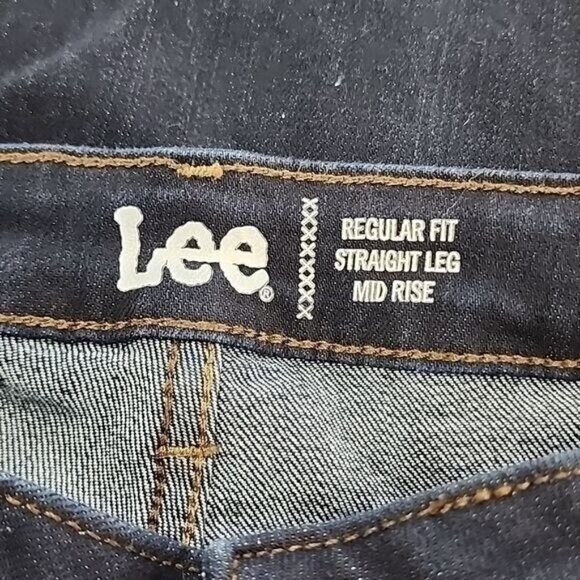 Lee®
REGULAR FIT
STRAIGHT LEG
MID RISE